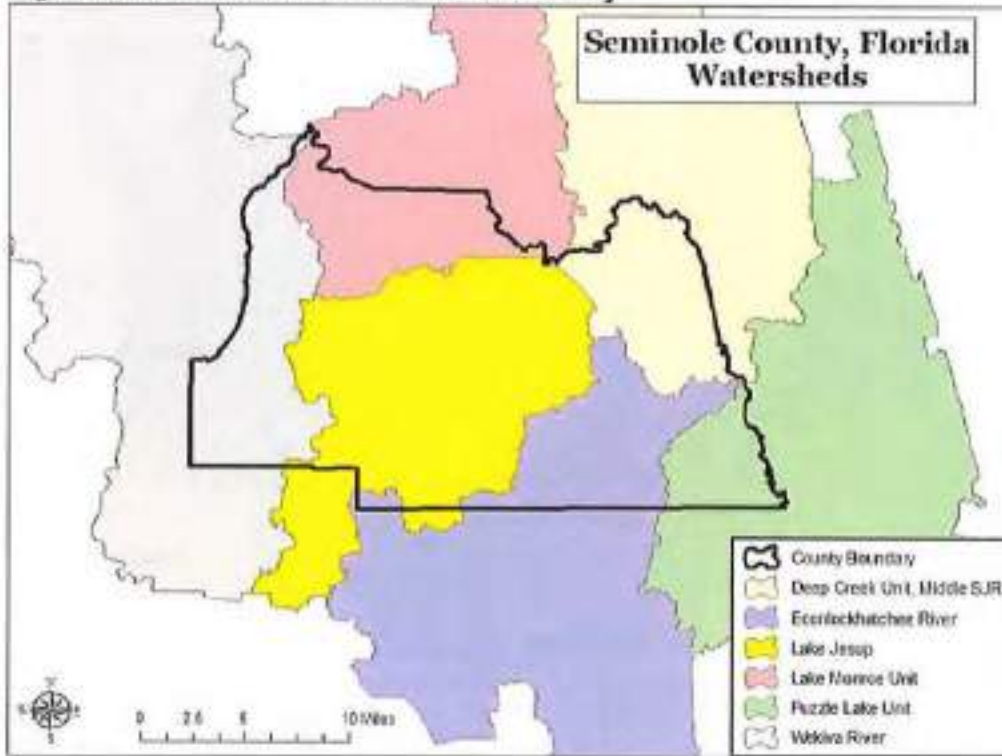 Seminole County, Florida
Watersheds
County Boundary
Deep Creek Unit, Middle SJR
Econlockhatchee River
Lake Jesup
Lake Monroe Unit
Puzzle Lake Unit
Wekiva River
0 2.5 5 10 Miles
S